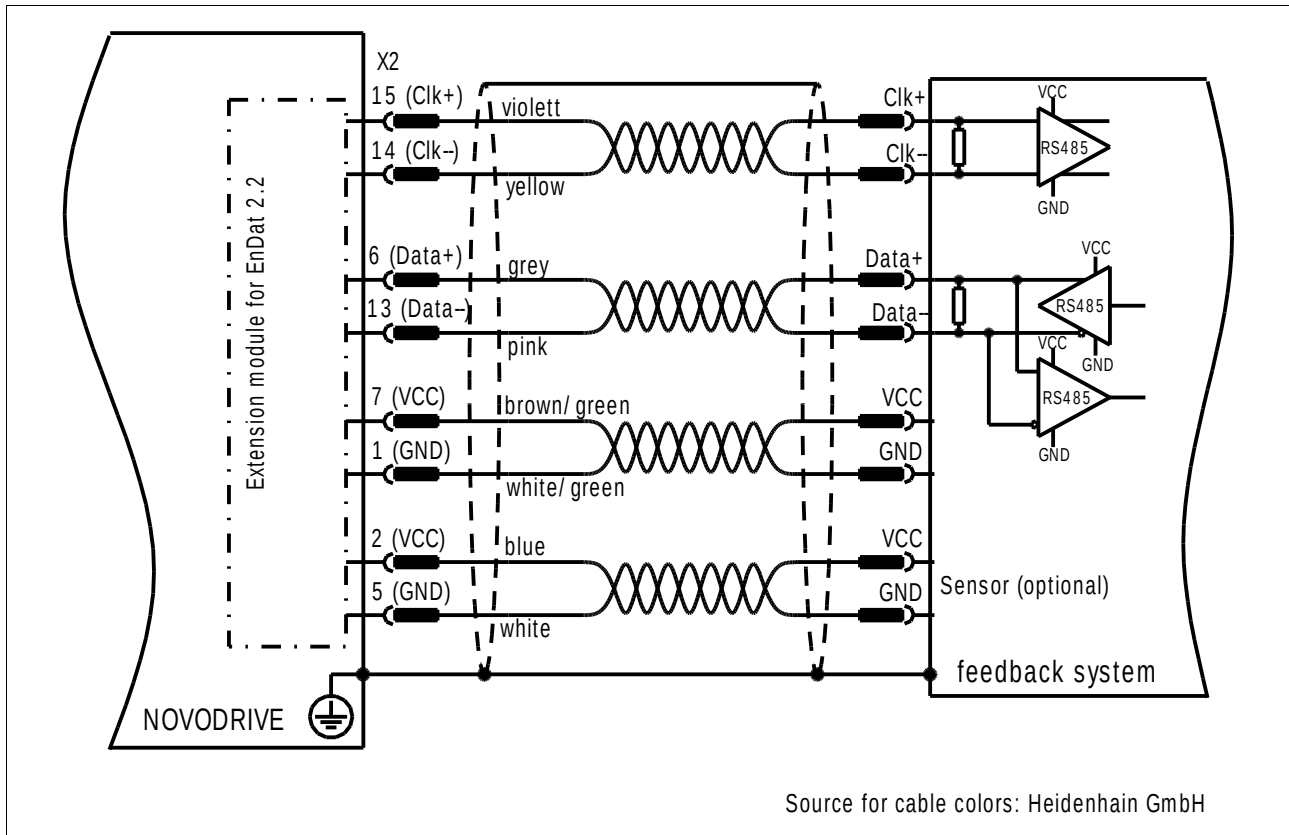 X2
15 (Clk+)
violett
Clk+
VCC
14 (Clk--)
Clk--
RS485
yellow
GND
Extension module for EnDat 2.2
6 (Data+)
grey
Data+
VCC
13 (Data--)
Data--
RS485
pink
VCC
GND
7 (VCC)
brown/ green
VCC
RS485
1 (GND)
GND
GND
white/ green
2 (VCC)
blue
VCC
5 (GND)
GND
Sensor (optional)
white
feedback system
NOVODRIVE
Source for cable colors: Heidenhain GmbH